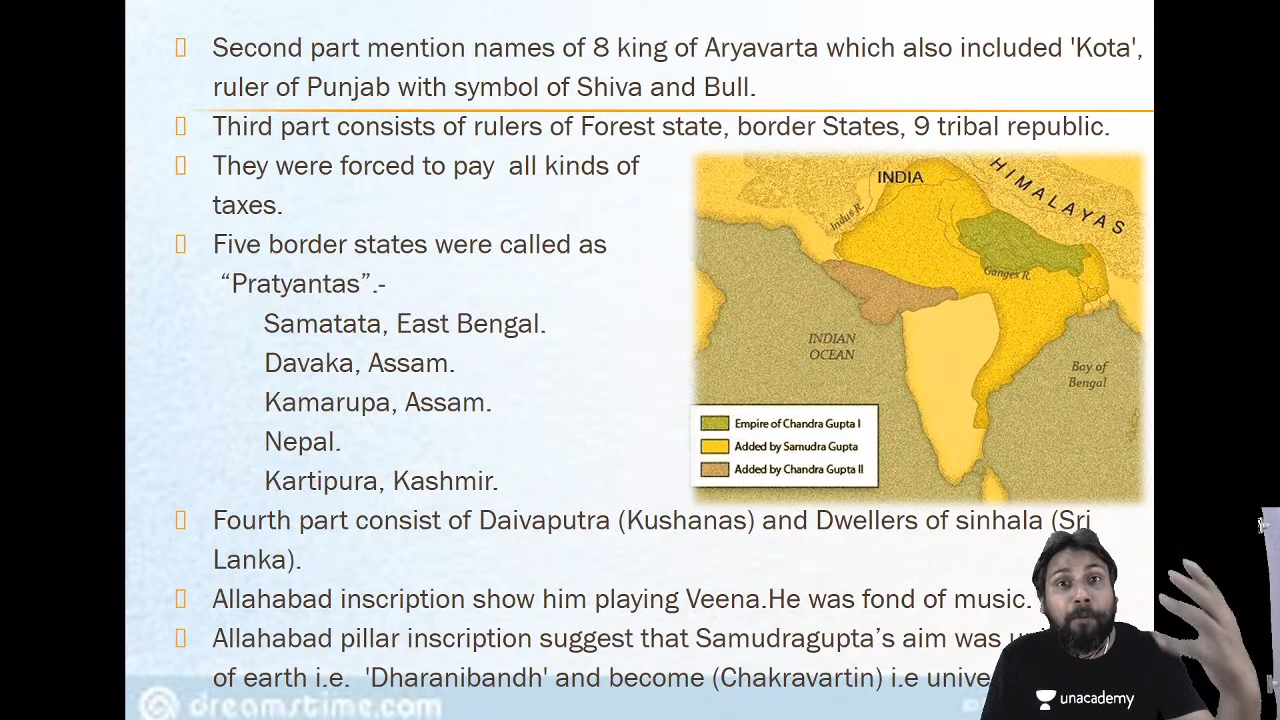 Second part mention names of 8 king of Aryavarta which also included 'Kota',
ruler of Punjab with symbol of Shiva and Bull.
Third part consists of rulers of Forest state, border States, 9 tribal republic.
They were forced to pay all kinds of
taxes.
Five border states were called as
“Pratyantas”.-
Samatata, East Bengal.
Davaka, Assam.
Kamarupa, Assam.
Nepal.
Kartipura, Kashmir.
INDIA
HIMALAYAS
Indus R.
Ganges R.
INDIAN
OCEAN
Bay of
Bengal
Empire of Chandra Gupta I
Added by Samudra Gupta
Added by Chandra Gupta II
Fourth part consist of Daivaputra (Kushanas) and Dwellers of sinhala (Sri
Lanka).
Allahabad inscription show him playing Veena.He was fond of music.
Allahabad pillar inscription suggest that Samudragupta’s aim was
of earth i.e. 'Dharanibandh' and become (Chakravartin) i.e
unacademy
dreamstime.com